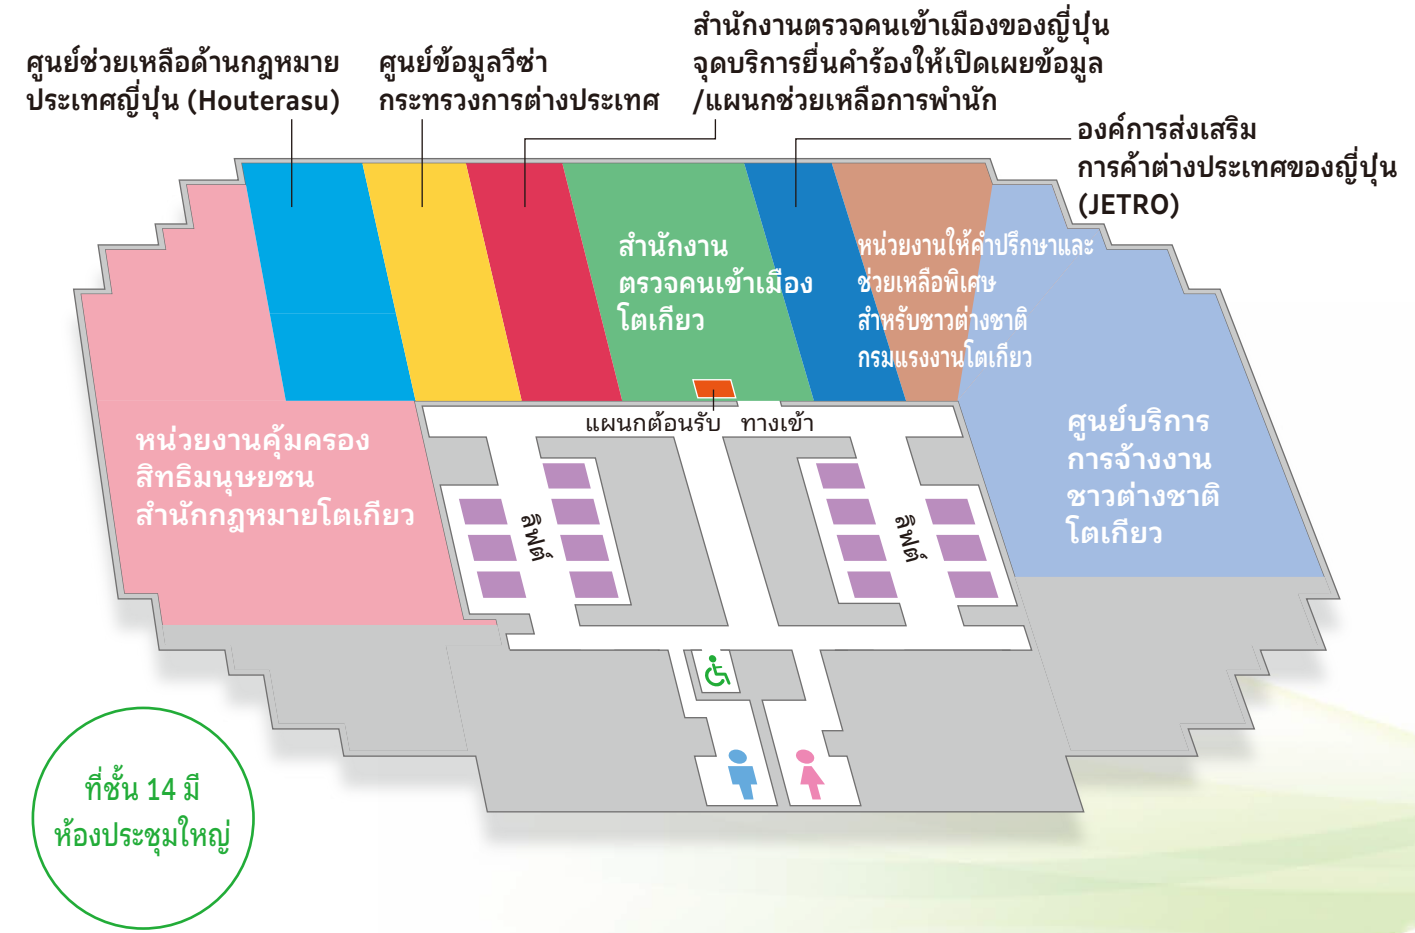 สำนักงานตรวจคนเข้าเมืองของญี่ปุ่น
จุดบริการยื่นคำร้องให้เปิดเผยข้อมูล
/แผนกช่วยเหลือการพำนัก
ศูนย์ช่วยเหลือด้านกฎหมาย
ประเทศญี่ปุ่น (Houterasu)
ศูนย์ข้อมูลวีซ่า
กระทรวงการต่างประเทศ
องค์การส่งเสริม
การค้าต่างประเทศของญี่ปุ่น
(JETRO)
สำนักงาน
ตรวจคนเข้าเมือง
โตเกียว
หน่วยงานให้คำปรึกษาและ
ช่วยเหลือพิเศษ
สำหรับชาวต่างชาติ
กรมแรงงานโตเกียว
แผนกต้อนรับ
ทางเข้า
หน่วยงานคุ้มครอง
สิทธิมนุษยชน
สำนักกฎหมายโตเกียว
ศูนย์บริการ
การจ้างงาน
ชาวต่างชาติ
โตเกียว
ลิฟต์
ลิฟต์
ที่ชั้น 14 มี
ห้องประชุมใหญ่